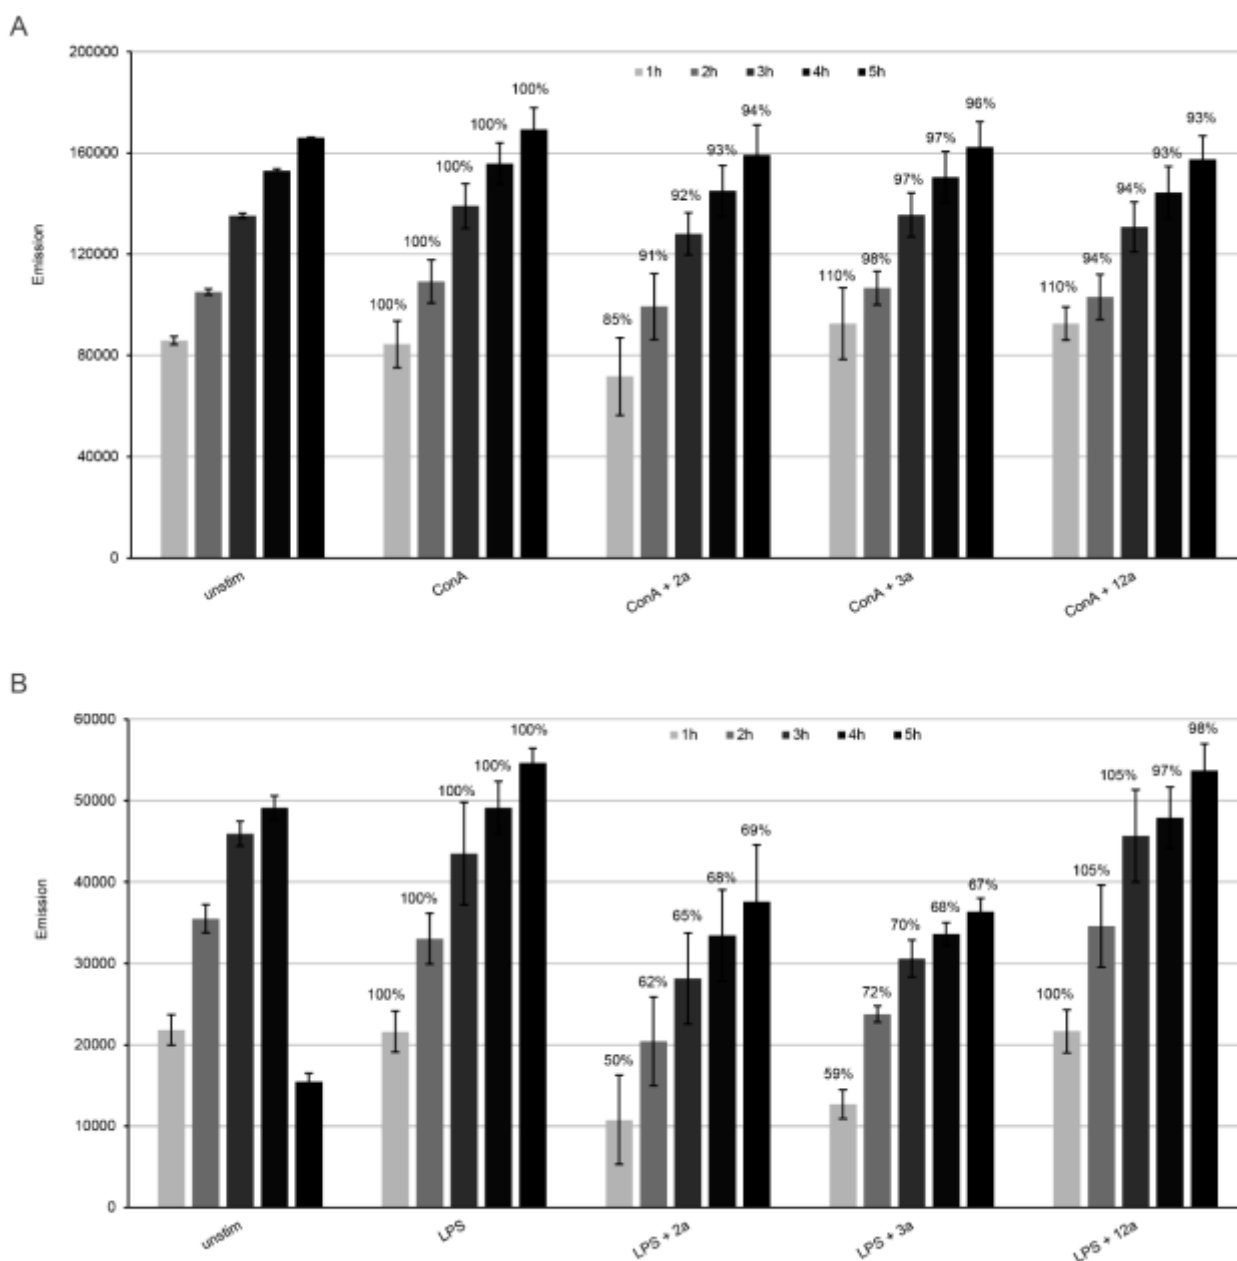 A
200000
1h 2h 3h 4h 5h
100% 100% 100% 100% 100%
85% 91% 92% 93% 94%
110% 98% 97% 97% 96%
110% 94% 94% 93% 93%
160000
120000
80000
40000
0
Emission
unstim ConA ConA + 2a ConA + 3a ConA + 12a
B
60000
1h 2h 3h 4h 5h
100% 100% 100% 100% 100%
50% 62% 65% 68% 69%
59% 72% 70% 68% 67%
100% 105% 105% 97% 98%
50000
40000
30000
20000
10000
0
Emission
unstim LPS LPS + 2a LPS + 3a LPS + 12a